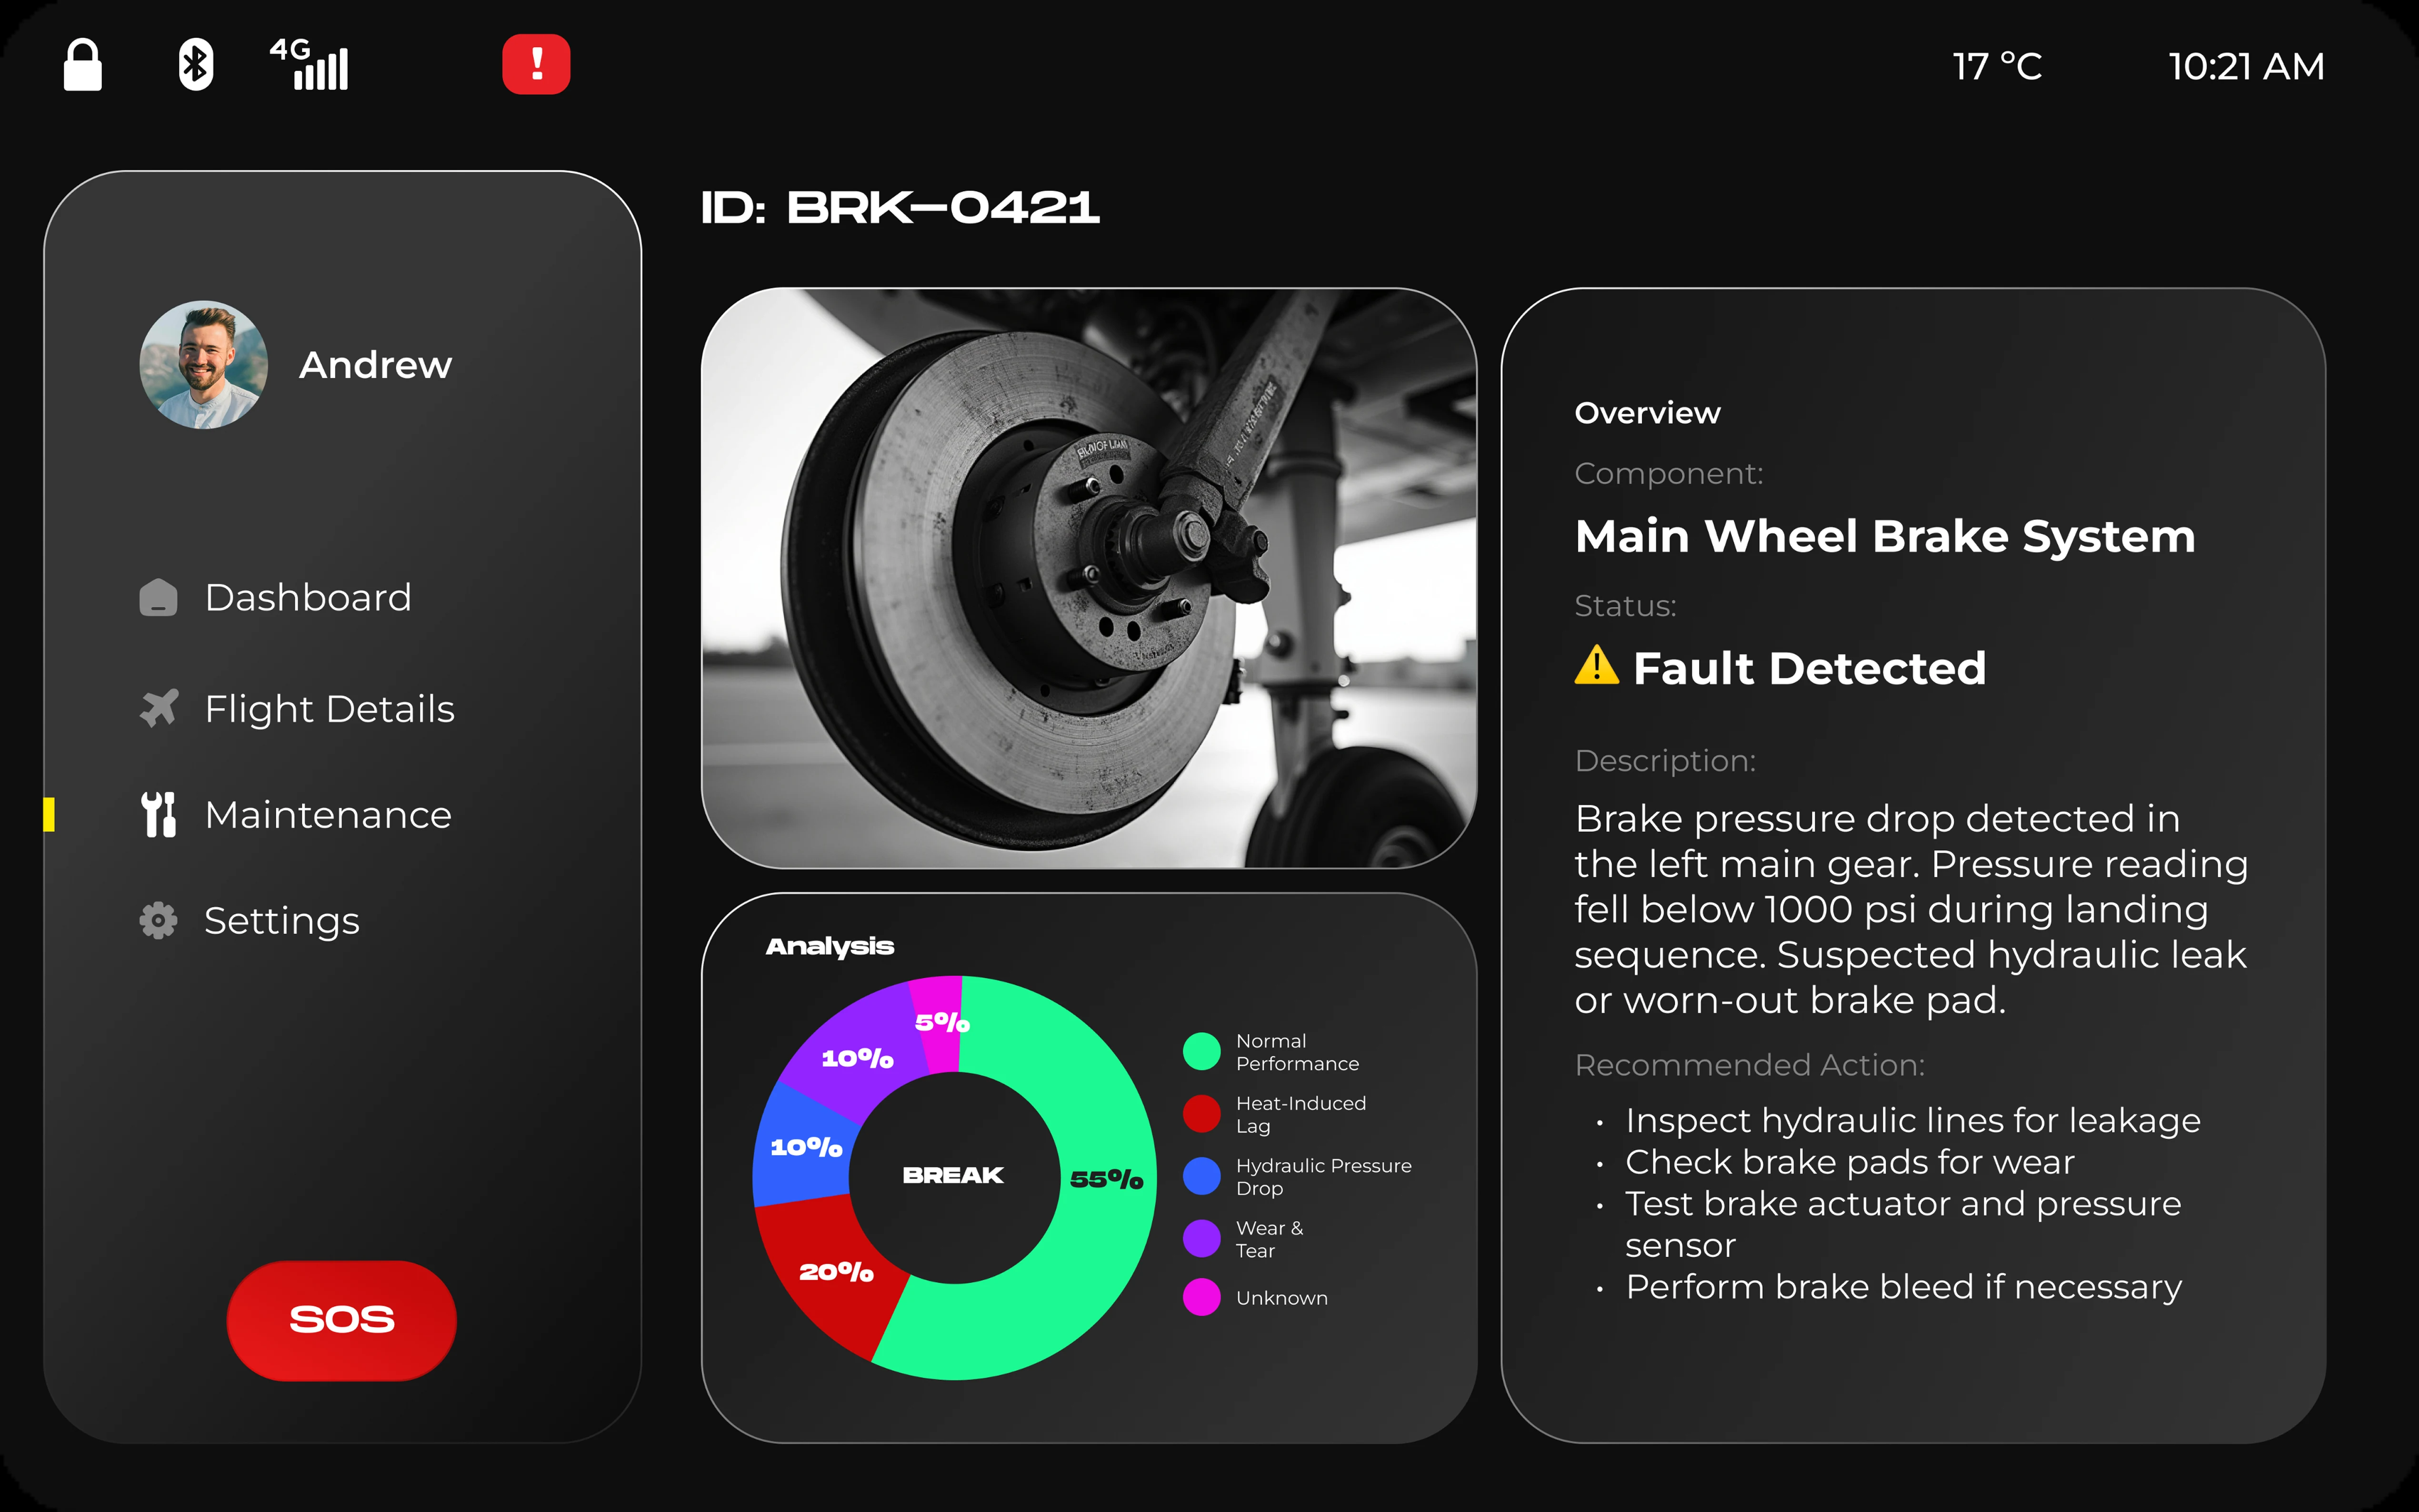 4G
!
17 °C
10:21 AM
ID: BRK—0421
Andrew
Dashboard
Flight Details
Maintenance
Settings
SOS
Analysis
5%
10%
10%
20%
55%
BREAK
Normal
Performance
Heat-Induced
Lag
Hydraulic Pressure
Drop
Wear &
Tear
Unknown
Overview
Component:
Main Wheel Brake System
Status:
Fault Detected
Description:
Brake pressure drop detected in
the left main gear. Pressure reading
fell below 1000 psi during landing
sequence. Suspected hydraulic leak
or worn-out brake pad.
Recommended Action:
• Inspect hydraulic lines for leakage
• Check brake pads for wear
• Test brake actuator and pressure
sensor
• Perform brake bleed if necessary